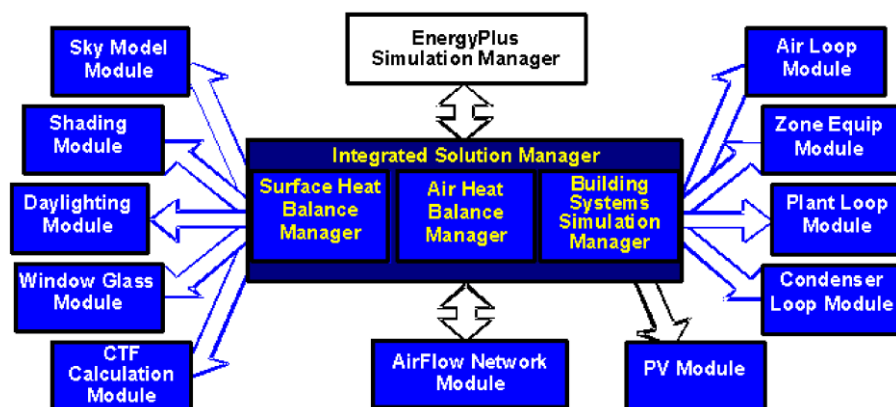 EnergyPlus
Simulation Manager
Sky Model
Module
Shading
Module
Daylighting
Module
Window Glass
Module
CTF
Calculation
Module
Integrated Solution Manager
Surface Heat
Balance
Manager
Air Heat
Balance
Manager
Building
Systems
Simulation
Manager
Air Loop
Module
Zone Equip
Module
Plant Loop
Module
Condenser
Loop Module
AirFlow Network
Module
PV Module